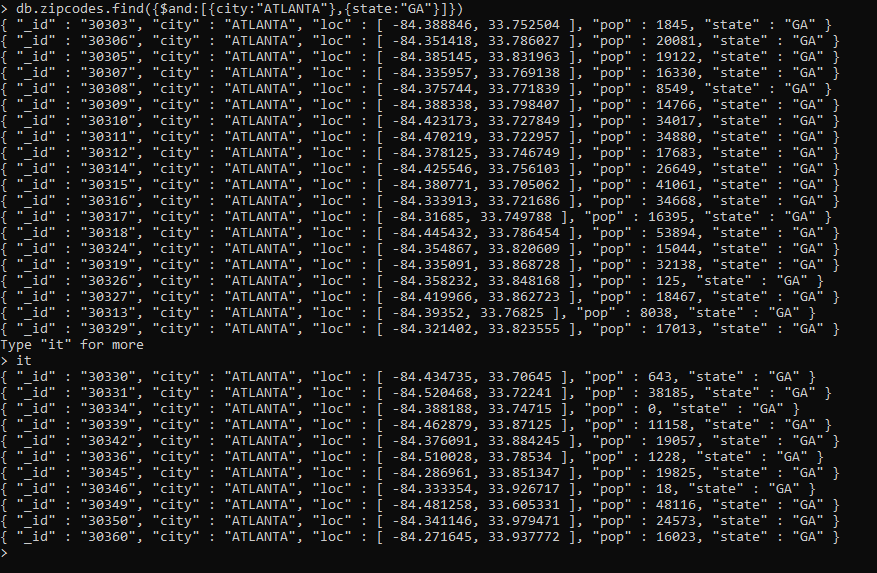 > db.zipcodes.find({$and:[{city:"ATLANTA"},{state:"GA"}]})
{ "_id" : "30303", "city" : "ATLANTA", "loc" : [ -84.388846, 33.752504 ], "pop" : 1845, "state" : "GA" }
{ "_id" : "30306", "city" : "ATLANTA", "loc" : [ -84.351418, 33.786027 ], "pop" : 20081, "state" : "GA" }
{ "_id" : "30305", "city" : "ATLANTA", "loc" : [ -84.385145, 33.831963 ], "pop" : 19122, "state" : "GA" }
{ "_id" : "30307", "city" : "ATLANTA", "loc" : [ -84.335957, 33.769138 ], "pop" : 16330, "state" : "GA" }
{ "_id" : "30308", "city" : "ATLANTA", "loc" : [ -84.375744, 33.771839 ], "pop" : 8549, "state" : "GA" }
{ "_id" : "30309", "city" : "ATLANTA", "loc" : [ -84.388338, 33.798407 ], "pop" : 14766, "state" : "GA" }
{ "_id" : "30310", "city" : "ATLANTA", "loc" : [ -84.423173, 33.727849 ], "pop" : 34017, "state" : "GA" }
{ "_id" : "30311", "city" : "ATLANTA", "loc" : [ -84.470219, 33.722957 ], "pop" : 34880, "state" : "GA" }
{ "_id" : "30312", "city" : "ATLANTA", "loc" : [ -84.378125, 33.746749 ], "pop" : 17683, "state" : "GA" }
{ "_id" : "30314", "city" : "ATLANTA", "loc" : [ -84.425546, 33.756103 ], "pop" : 26649, "state" : "GA" }
{ "_id" : "30315", "city" : "ATLANTA", "loc" : [ -84.380771, 33.705062 ], "pop" : 41061, "state" : "GA" }
{ "_id" : "30316", "city" : "ATLANTA", "loc" : [ -84.333913, 33.721686 ], "pop" : 34668, "state" : "GA" }
{ "_id" : "30317", "city" : "ATLANTA", "loc" : [ -84.31685, 33.749788 ], "pop" : 16395, "state" : "GA" }
{ "_id" : "30318", "city" : "ATLANTA", "loc" : [ -84.445432, 33.786454 ], "pop" : 53894, "state" : "GA" }
{ "_id" : "30324", "city" : "ATLANTA", "loc" : [ -84.354867, 33.820609 ], "pop" : 15044, "state" : "GA" }
{ "_id" : "30319", "city" : "ATLANTA", "loc" : [ -84.335091, 33.868728 ], "pop" : 32138, "state" : "GA" }
{ "_id" : "30326", "city" : "ATLANTA", "loc" : [ -84.358232, 33.848168 ], "pop" : 125, "state" : "GA" }
{ "_id" : "30327", "city" : "ATLANTA", "loc" : [ -84.419966, 33.862723 ], "pop" : 18467, "state" : "GA" }
{ "_id" : "30313", "city" : "ATLANTA", "loc" : [ -84.39352, 33.76825 ], "pop" : 8038, "state" : "GA" }
{ "_id" : "30329", "city" : "ATLANTA", "loc" : [ -84.321402, 33.823555 ], "pop" : 17013, "state" : "GA" }
Type "it" for more
> it
{ "_id" : "30330", "city" : "ATLANTA", "loc" : [ -84.434735, 33.70645 ], "pop" : 643, "state" : "GA" }
{ "_id" : "30331", "city" : "ATLANTA", "loc" : [ -84.520468, 33.72241 ], "pop" : 38185, "state" : "GA" }
{ "_id" : "30334", "city" : "ATLANTA", "loc" : [ -84.388188, 33.74715 ], "pop" : 0, "state" : "GA" }
{ "_id" : "30339", "city" : "ATLANTA", "loc" : [ -84.462879, 33.87125 ], "pop" : 11158, "state" : "GA" }
{ "_id" : "30342", "city" : "ATLANTA", "loc" : [ -84.376091, 33.884245 ], "pop" : 19057, "state" : "GA" }
{ "_id" : "30336", "city" : "ATLANTA", "loc" : [ -84.510028, 33.78534 ], "pop" : 1228, "state" : "GA" }
{ "_id" : "30345", "city" : "ATLANTA", "loc" : [ -84.286961, 33.851347 ], "pop" : 19825, "state" : "GA" }
{ "_id" : "30346", "city" : "ATLANTA", "loc" : [ -84.333354, 33.926717 ], "pop" : 18, "state" : "GA" }
{ "_id" : "30349", "city" : "ATLANTA", "loc" : [ -84.481258, 33.605331 ], "pop" : 48116, "state" : "GA" }
{ "_id" : "30350", "city" : "ATLANTA", "loc" : [ -84.341146, 33.979471 ], "pop" : 24573, "state" : "GA" }
{ "_id" : "30360", "city" : "ATLANTA", "loc" : [ -84.271645, 33.937772 ], "pop" : 16023, "state" : "GA" }
>